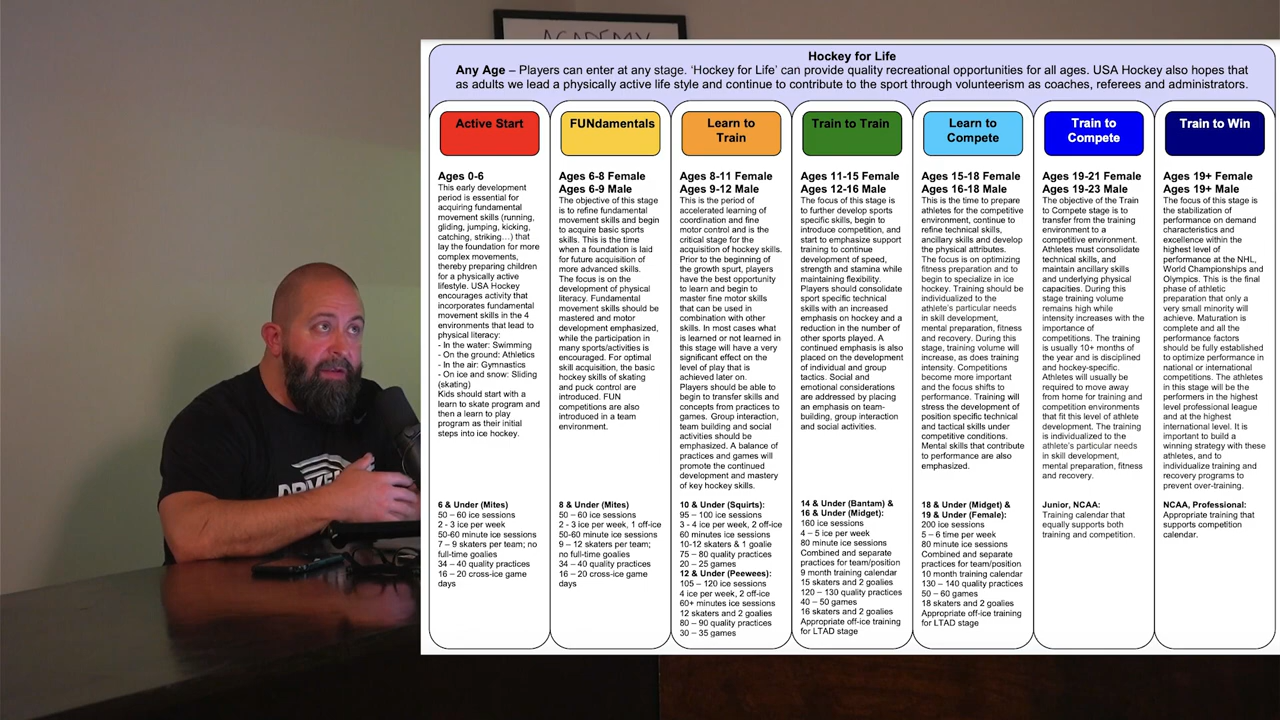 ACADEMY
Hockey for Life
Any Age – Players can enter at any stage. 'Hockey for Life' can provide quality recreational opportunities for all ages. USA Hockey also hopes that
as adults we lead a physically active life style and continue to contribute to the sport through volunteerism as coaches, referees and administrators.
Active Start
Ages 0-6
This early development
period is essential for
acquiring fundamental
movement skills (running,
gliding, jumping, kicking,
catching, striking…) that
lay the foundation for more
complex movements,
thereby preparing children
for a physically active
lifestyle. USA Hockey
encourages activity that
incorporates fundamental
movement skills in the 4
environments that lead to
physical literacy:
- In the water: Swimming
- On the ground: Athletics
- In the air: Gymnastics
- On ice and snow: Sliding
(skating)
Kids should start with a
learn to skate program and
then a learn to play
program as their initial
steps into ice hockey.
6 & Under (Mites)
50 – 60 ice sessions
2 - 3 ice per week
50-60 minute ice sessions
7 – 9 skaters per team; no
full-time goalies
34 – 40 quality practices
16 – 20 cross-ice game
days
FUNdamentals
Ages 6-8 Female
Ages 6-9 Male
The objective of this stage
is to refine fundamental
movement skills and begin
to acquire basic sports
skills. This is the time
when a foundation is laid
for future acquisition of
more advanced skills.
The focus is on the
development of physical
literacy. Fundamental
movement skills should be
mastered and motor
development emphasized,
while the participation in
many sports/activities is
encouraged. For optimal
skill acquisition, the basic
hockey skills of skating
and puck control are
introduced. FUN
competitions are also
introduced in a team
environment.
8 & Under (Mites)
50 – 60 ice sessions
2 - 3 ice per week, 1 off-ice
50-60 minute ice sessions
9 – 12 skaters per team;
no full-time goalies
34 – 40 quality practices
16 – 20 cross-ice game
days
Learn to
Train
Ages 8-11 Female
Ages 9-12 Male
This is the period of
accelerated learning of
coordination and fine
motor control and is the
critical stage for the
acquisition of hockey skills.
Prior to the beginning of
the growth spurt, players
have the best opportunity
to learn and begin to
master fine motor skills
that can be used in
combination with other
skills. In most cases what
is learned or not learned in
this stage will have a very
significant effect on the
level of play that is
achieved later on.
Players should be able to
begin to transfer skills and
concepts from practices to
games. Group interaction,
team building and social
activities should be
emphasized. A balance of
practices and games will
promote the continued
development and mastery
of key hockey skills.
10 & Under (Squirts):
95 – 100 ice sessions
3 - 4 ice per week, 2 off-ice
60 minutes ice sessions
10-12 skaters & 1 goalie
75 – 80 quality practices
20 – 25 games
12 & Under (Peewees):
105 – 120 ice sessions
4 ice per week, 2 off-ice
60+ minutes ice sessions
12 skaters and 2 goalies
80 – 90 quality practices
30 – 35 games
Train to Train
Ages 11-15 Female
Ages 12-16 Male
The focus of this stage is
to further develop sports
specific skills, begin to
introduce competition, and
start to emphasize support
training to continue
development of speed,
strength and stamina while
maintaining flexibility.
Players should consolidate
sport specific technical
skills with an increased
emphasis on hockey and a
reduction in the number of
other sports played. A
continued emphasis is also
placed on the development
of individual and group
tactics. Social and
emotional considerations
are addressed by placing
an emphasis on team-
building, group interaction
and social activities.
14 & Under (Bantam) &
16 & Under (Midget):
160 ice sessions
4 – 5 ice per week
80 minute ice sessions
Combined and separate
practices for team/position
9 month training calendar
15 skaters and 2 goalies
120 – 130 quality practices
40 – 50 games
16 skaters and 2 goalies
Appropriate off-ice training
for LTAD stage
Learn to
Compete
Ages 15-18 Female
Ages 16-18 Male
This is the time to prepare
athletes for the competitive
environment, continue to
refine technical skills,
ancillary skills and develop
the physical attributes.
The focus is on optimizing
fitness preparation and to
begin to specialize in ice
hockey. Training should be
individualized to the
athlete's particular needs
in skill development,
mental preparation, fitness
and recovery. During this
stage, training volume will
increase, as does training
intensity. Competitions
become more important
and the focus shifts to
performance. Training will
stress the development of
position specific technical
and tactical skills under
competitive conditions.
Mental skills that contribute
to performance are also
emphasized.
18 & Under (Midget) &
19 & Under (Female):
200 ice sessions
5 – 6 time per week
80 minute ice sessions
Combined and separate
practices for team/position
10 month training calendar
130 – 140 quality practices
50 – 60 games
18 skaters and 2 goalies
Appropriate off-ice training
for LTAD stage
Train to
Compete
Ages 19-21 Female
Ages 19-23 Male
The objective of the Train
to Compete stage is to
transfer from the training
environment to a
competitive environment.
Athletes must consolidate
technical skills, and
maintain ancillary skills
and underlying physical
capacities. During this
stage training volume
remains high while
intensity increases with the
importance of
competitions. The training
is usually 10+ months of
the year and is disciplined
and hockey-specific.
Athletes will usually be
required to move away
from home for training and
competition environments
that fit this level of athlete
development. The training
is individualized to the
athlete's particular needs
in skill development,
mental preparation, fitness
and recovery.
Junior, NCAA:
Training calendar that
equally supports both
training and competition.
Train to Win
Ages 19+ Female
Ages 19+ Male
The focus of this stage is
the stabilization of
performance on demand
characteristics and
excellence within the
highest level of
performance at the NHL,
World Championships and
Olympics. This is the final
phase of athletic
preparation that only a
very small minority will
achieve. Maturation is
complete and all the
performance factors
should be fully established
to optimize performance in
national or international
competitions. The athletes
in this stage will be the
performers in the highest
level professional league
and at the highest
international level. It is
important to build a
winning strategy with these
athletes, and to
individualize training and
recovery programs to
prevent over-training.
NCAA, Professional:
Appropriate training that
supports competition
calendar.